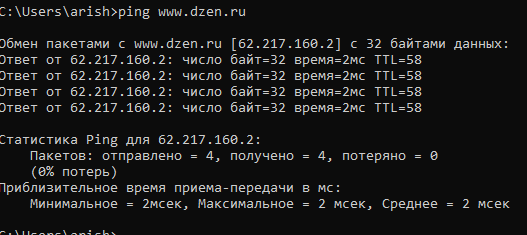 C:\Users\arish>ping www.dzen.ru
Обмен пакетами с www.dzen.ru [62.217.160.2] с 32 байтами данных:
Ответ от 62.217.160.2: число байт=32 время=2мс TTL=58
Ответ от 62.217.160.2: число байт=32 время=2мс TTL=58
Ответ от 62.217.160.2: число байт=32 время=2мс TTL=58
Ответ от 62.217.160.2: число байт=32 время=2мс TTL=58
Статистика Ping для 62.217.160.2:
Пакетов: отправлено = 4, получено = 4, потеряно = 0
(0% потерь)
Приблизительное время приема-передачи в мс:
Минимальное = 2мсек, Максимальное = 2 мсек, Среднее = 2 мсек
C:\Users\arish>